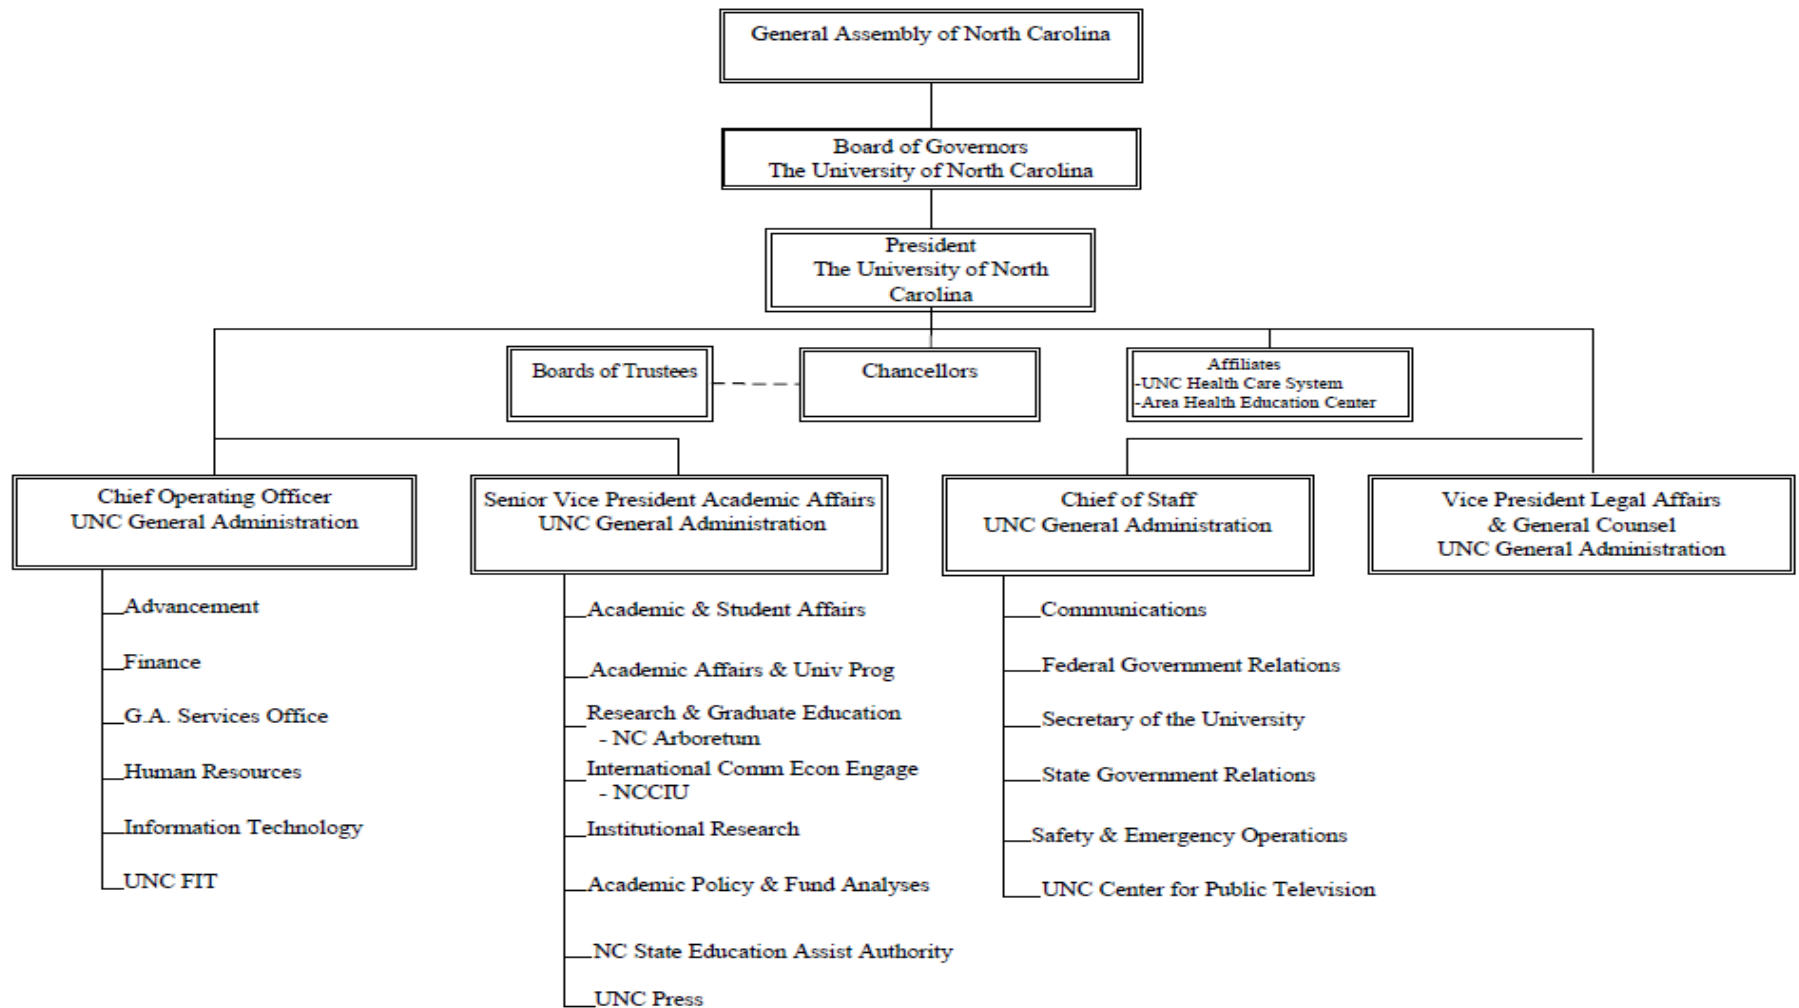 General Assembly of North Carolina
Board of Governors
The University of North Carolina
President
The University of North
Carolina
Boards of Trustees
Chancellors
Affiliates
-UNC Health Care System
-Area Health Education Center
Chief Operating Officer
UNC General Administration
Senior Vice President Academic Affairs
UNC General Administration
Chief of Staff
UNC General Administration
Vice President Legal Affairs
& General Counsel
UNC General Administration
Advancement
Finance
G.A. Services Office
Human Resources
Information Technology
UNC FIT
Academic & Student Affairs
Academic Affairs & Univ Prog
Research & Graduate Education
- NC Arboretum
International Comm Econ Engage
- NCCIU
Institutional Research
Academic Policy & Fund Analyses
NC State Education Assist Authority
UNC Press
Communications
Federal Government Relations
Secretary of the University
State Government Relations
Safety & Emergency Operations
UNC Center for Public Television